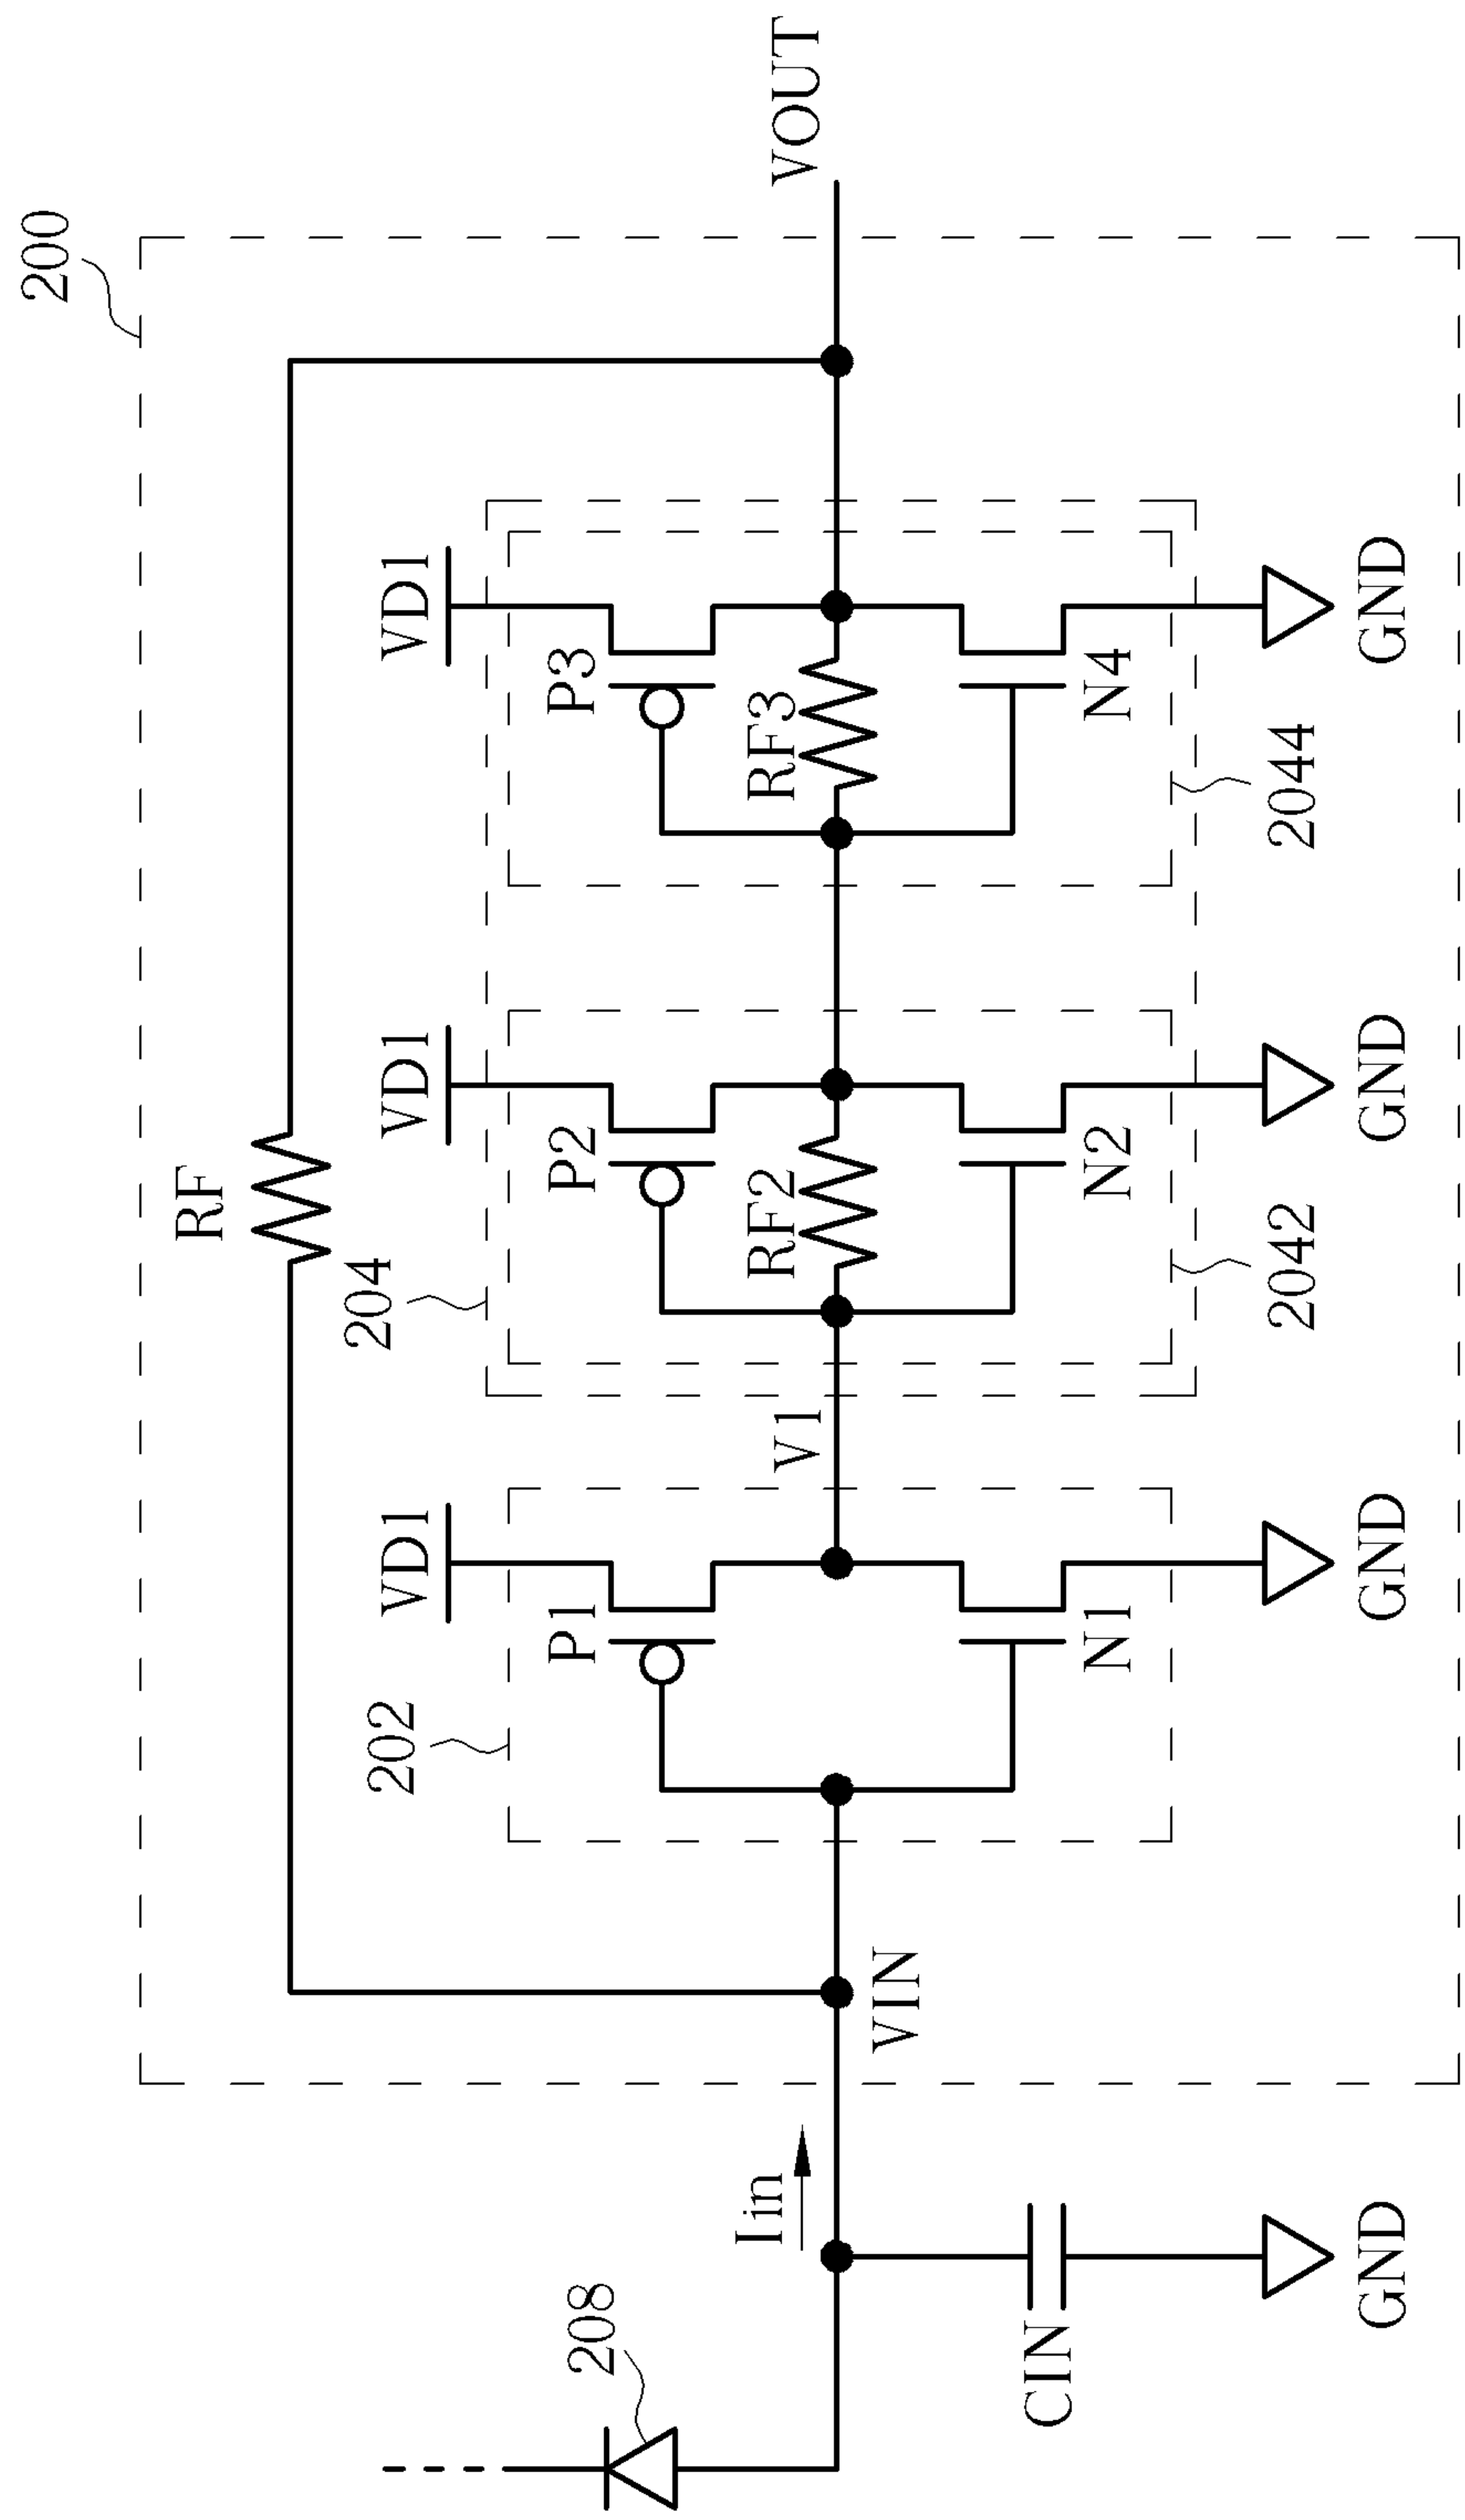 200
RF
204
202
VD1
VD1
VD1
208
P1
P2
P3
Iin
RF2
RF3
V1
VOUT
VIN
CIN
N1
N2
N4
2042
2044
GND
GND
GND
GND